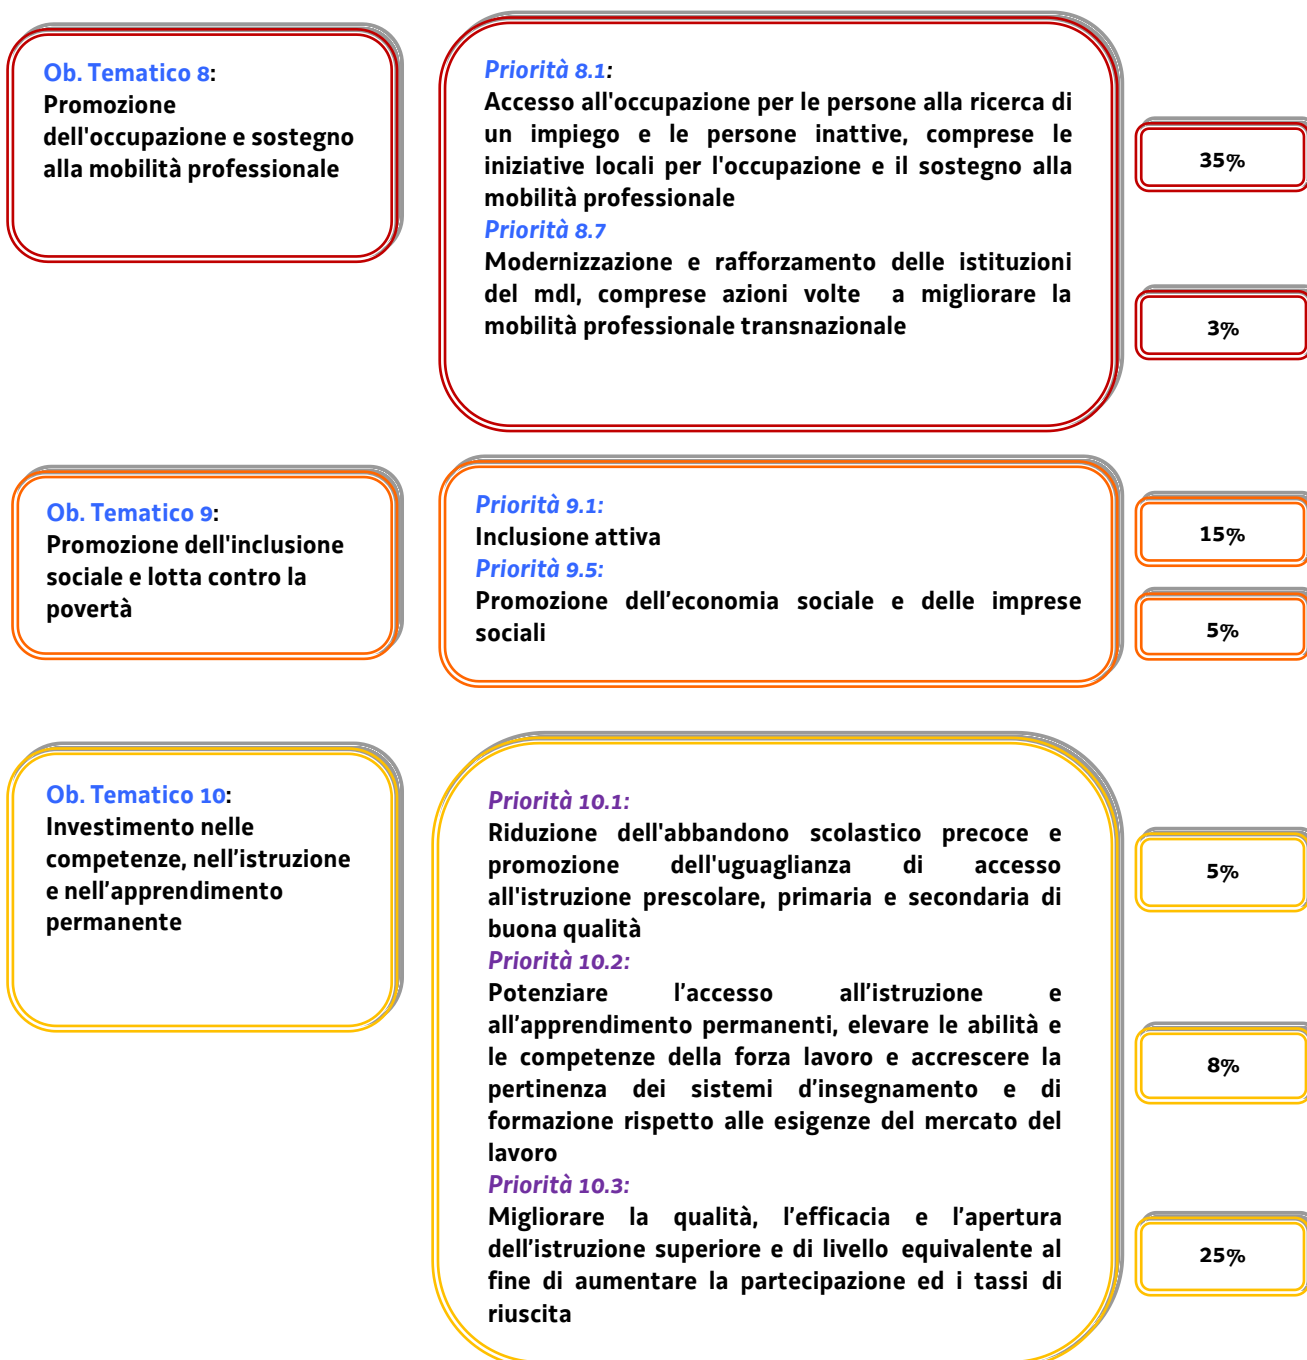 Ob. Tematico 8:
Promozione
dell'occupazione e sostegno
alla mobilità professionale
Priorità 8.1:
Accesso all'occupazione per le persone alla ricerca di
un impiego e le persone inattive, comprese le
iniziative locali per l'occupazione e il sostegno alla
mobilità professionale
Priorità 8.7
Modernizzazione e rafforzamento delle istituzioni
del mdl, comprese azioni volte a migliorare la
mobilità professionale transnazionale
35%
3%
Ob. Tematico 9:
Promozione dell'inclusione
sociale e lotta contro la
povertà
Priorità 9.1:
Inclusione attiva
Priorità 9.5:
Promozione dell’economia sociale e delle imprese
sociali
15%
5%
Ob. Tematico 10:
Investimento nelle
competenze, nell’istruzione
e nell’apprendimento
permanente
Priorità 10.1:
Riduzione dell'abbandono scolastico precoce e
promozione dell'uguaglianza di accesso
all'istruzione prescolare, primaria e secondaria di
buona qualità
Priorità 10.2:
Potenziare l’accesso all’istruzione e
all’apprendimento permanenti, elevare le abilità e
le competenze della forza lavoro e accrescere la
pertinenza dei sistemi d’insegnamento e di
formazione rispetto alle esigenze del mercato del
lavoro
Priorità 10.3:
Migliorare la qualità, l’efficacia e l’apertura
dell’istruzione superiore e di livello equivalente al
fine di aumentare la partecipazione ed i tassi di
riuscita
5%
8%
25%